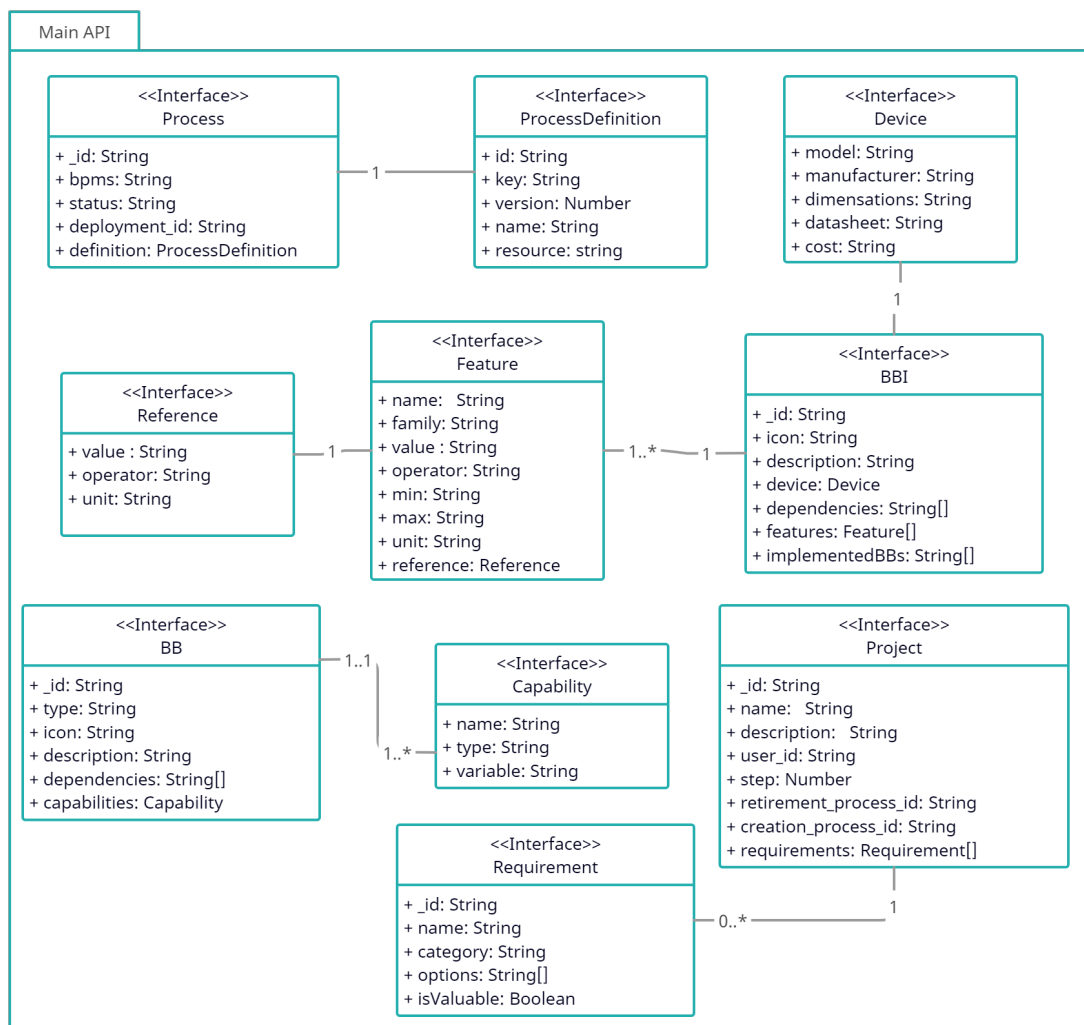 Main API
<<Interface>>
Process
+ _id: String
+ bpms: String
+ status: String
+ deployment_id: String
+ definition: ProcessDefinition
1
<<Interface>>
ProcessDefinition
+ id: String
+ key: String
+ version: Number
+ name: String
+ resource: string
<<Interface>>
Device
+ model: String
+ manufacturer: String
+ dimensations: String
+ datasheet: String
+ cost: String
1
<<Interface>>
Reference
+ value : String
+ operator: String
+ unit: String
1
<<Interface>>
Feature
+ name:   String
+ family: String
+ value : String
+ operator: String
+ min: String
+ max: String
+ unit: String
+ reference: Reference
1..*
1
<<Interface>>
BBI
+ _id: String
+ icon: String
+ description: String
+ device: Device
+ dependencies: String[]
+ features: Feature[]
+ implementedBBs: String[]
<<Interface>>
BB
+ _id: String
+ type: String
+ icon: String
+ description: String
+ dependencies: String[]
+ capabilities: Capability
1..1
1..*
<<Interface>>
Capability
+ name: String
+ type: String
+ variable: String
<<Interface>>
Project
+ _id: String
+ name:   String
+ description:   String
+ user_id: String
+ step: Number
+ retirement_process_id: String
+ creation_process_id: String
+ requirements: Requirement[]
1
0..*
<<Interface>>
Requirement
+ _id: String
+ name: String
+ category: String
+ options: String[]
+ isValuable: Boolean